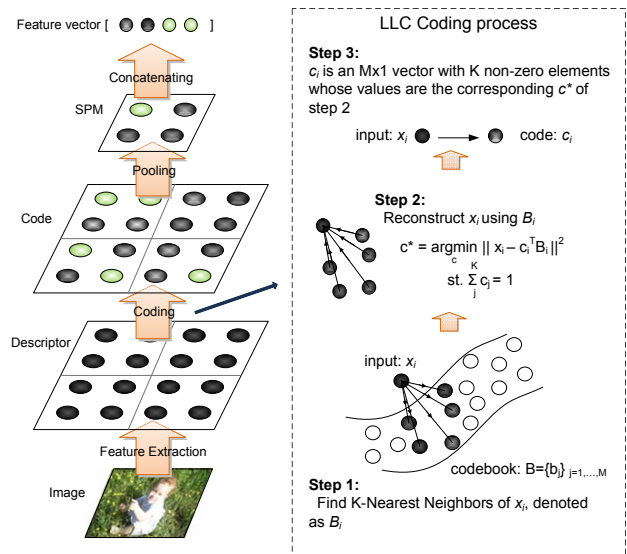 Feature vector [ ]
Concatenating
SPM
Pooling
Code
Coding
Descriptor
Feature Extraction
Image
LLC Coding process
Step 3:
cᵢ is an Mx1 vector with K non-zero elements
whose values are the corresponding c* of
step 2
input: xᵢ code: cᵢ
Step 2:
Reconstruct xᵢ using Bᵢ
c* = argmin || xᵢ – cᵢᵀBᵢ ||²
c
K
st. Σ cⱼ = 1
j
input: xᵢ
codebook: B={bⱼ} j=1,...,M
Step 1:
Find K-Nearest Neighbors of xᵢ, denoted
as Bᵢ